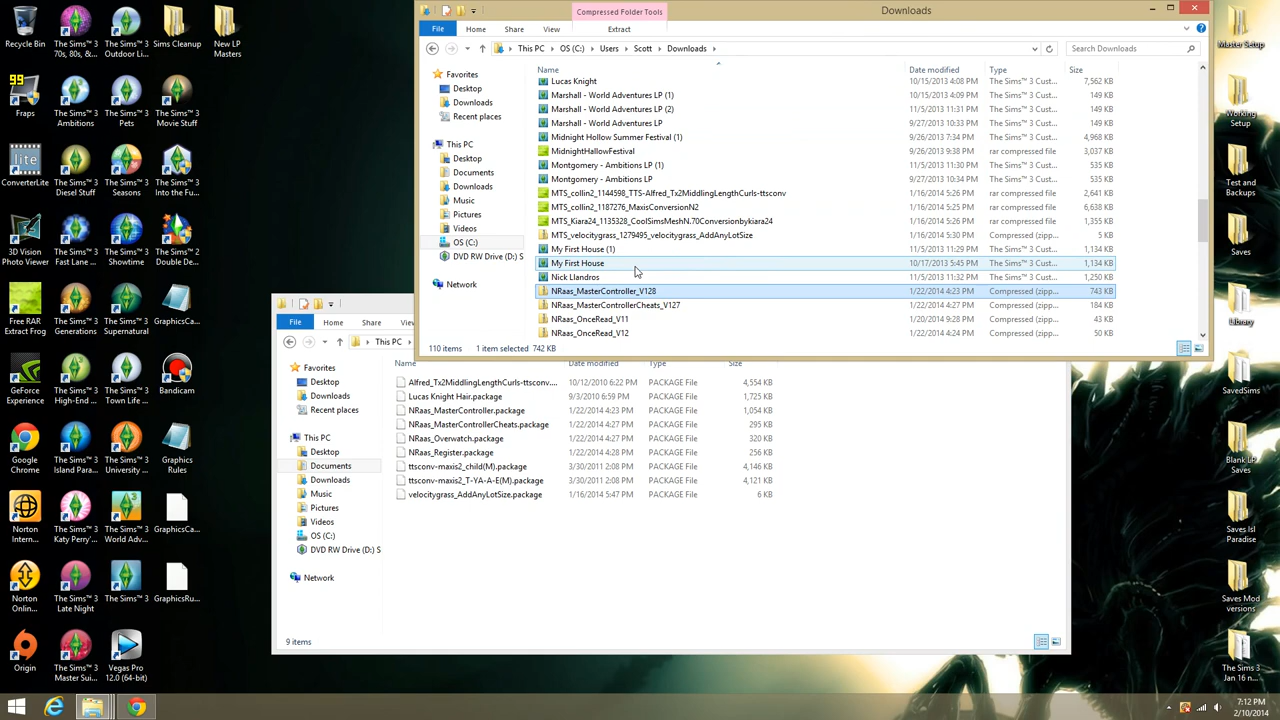 Recycle Bin
The Sims™ 3 70s, 80s, &...
The Sims™ 3 Outdoor Li...
Sims Cleanup
New LP Masters
99
Fraps
The Sims™ 3 Ambitions
The Sims™ 3 Pets
The Sims™ 3 Movie Stuff
lite
ConverterLite
The Sims™ 3 Diesel Stuff
The Sims™ 3 Seasons
The Sims™ 3 Into the Fu...
3D Vision Photo Viewer
The Sims™ 3 Fast Lane ...
The Sims™ 3 Showtime
The Sims™ 2 Double De...
Free RAR Extract Frog
The Sims™ 3 Generations
The Sims™ 3 Supernatural
GraphicsCa...
GeForce Experience
The Sims™ 3 High-End ...
The Sims™ 3 Town Life ...
Bandicam
Google Chrome
The Sims™ 3 Island Para...
The Sims™ 3 University ...
Graphics Rules
Norton Intern...
The Sims™ 3 Katy Perry'...
The Sims™ 3 World Adv...
GraphicsCa...
Norton Online...
The Sims™ 3 Late Night
The Sims™ 3
GraphicsRu...
Origin
The Sims™ 3 Master Sui...
Vegas Pro 12.0 (64-bit)
Compressed Folder Tools
Downloads
File Home Share View Extract
This PC OS (C:) Users Scott Downloads
Search Downloads
Favorites
Desktop
Downloads
Recent places
This PC
Desktop
Documents
Downloads
Music
Pictures
Videos
OS (C:)
DVD RW Drive (D:) S
Network
Name Date modified Type Size
Lucas Knight 10/15/2013 4:08 PM The Sims 3 Cust... 7,562 KB
Marshall - World Adventures LP (1) 10/15/2013 4:09 PM The Sims 3 Cust... 149 KB
Marshall - World Adventures LP (2) 11/5/2013 11:31 PM The Sims 3 Cust... 149 KB
Marshall - World Adventures LP 9/27/2013 10:33 PM The Sims 3 Cust... 149 KB
Midnight Hollow Summer Festival (1) 9/26/2013 7:34 PM The Sims 3 Cust... 4,968 KB
MidnightHallowFestival 9/26/2013 9:38 PM rar compressed file 3,037 KB
Montgomery - Ambitions LP (1) 11/5/2013 11:30 PM The Sims 3 Cust... 535 KB
Montgomery - Ambitions LP 9/27/2013 10:34 PM The Sims 3 Cust... 535 KB
MTS_collin2_1144598_TTS-Alfred_Tx2MiddlingLengthCurls-ttsconv 1/16/2014 5:26 PM rar compressed file 2,641 KB
MTS_collin2_1187276_MaxisConversionN2 1/16/2014 5:25 PM rar compressed file 6,638 KB
MTS_Kiara24_1135328_CoolSimsMeshN.70Conversionbykiara24 1/16/2014 5:26 PM rar compressed file 1,355 KB
MTS_velocitygrass_1279495_velocitygrass_AddAnyLotSize 1/16/2014 5:30 PM Compressed (zipp... 2 KB
My First House (1) 11/5/2013 11:29 PM The Sims 3 Cust... 1,134 KB
My First House 10/17/2013 5:45 PM The Sims 3 Cust... 1,134 KB
Nick Llandros 11/5/2013 11:32 PM The Sims 3 Cust... 1,250 KB
NRaas_MasterController_V128 1/22/2014 4:23 PM Compressed (zipp... 743 KB
NRaas_MasterControllerCheats_V127 1/22/2014 4:27 PM Compressed (zipp... 184 KB
NRaas_OnceRead_V11 1/20/2014 9:28 PM Compressed (zipp... 50 KB
NRaas_OnceRead_V12 1/22/2014 4:24 PM Compressed (zipp... 50 KB
110 items 1 item selected 742 KB
File Home Share Vie
This PC
Favorites
Desktop
Downloads
Recent places
This PC
Desktop
Documents
Downloads
Music
Pictures
Videos
OS (C:)
DVD RW Drive (D:) S
Network
Name Date modified Type Size
Alfred_Tx2MiddlingLengthCurls-ttsconv.... 10/12/2010 6:22 PM PACKAGE File 4,554 KB
Lucas Knight Hair.package 9/3/2010 6:59 PM PACKAGE File 1,725 KB
NRaas_MasterController.package 1/22/2014 4:23 PM PACKAGE File 1,054 KB
NRaas_MasterControllerCheats.package 1/22/2014 4:27 PM PACKAGE File 295 KB
NRaas_Overwatch.package 1/22/2014 4:27 PM PACKAGE File 320 KB
NRaas_Register.package 1/22/2014 4:28 PM PACKAGE File 256 KB
ttsconv-maxis2_child(M).package 3/30/2011 2:08 PM PACKAGE File 4,146 KB
ttsconv-maxis2_T-YA-A-E(M).package 3/30/2011 2:08 PM PACKAGE File 4,121 KB
velocitygrass_AddAnyLotSize.package 1/16/2014 5:47 PM PACKAGE File 6 KB
9 items
Master Setup
Working Setup
Test and Backups
Saves
Library
SavedSims
Blank LP Saves
Saves Isl Paradise
Saves Mod versions
The Sims 3 Jan 16 n...
7:12 PM
2/10/2014